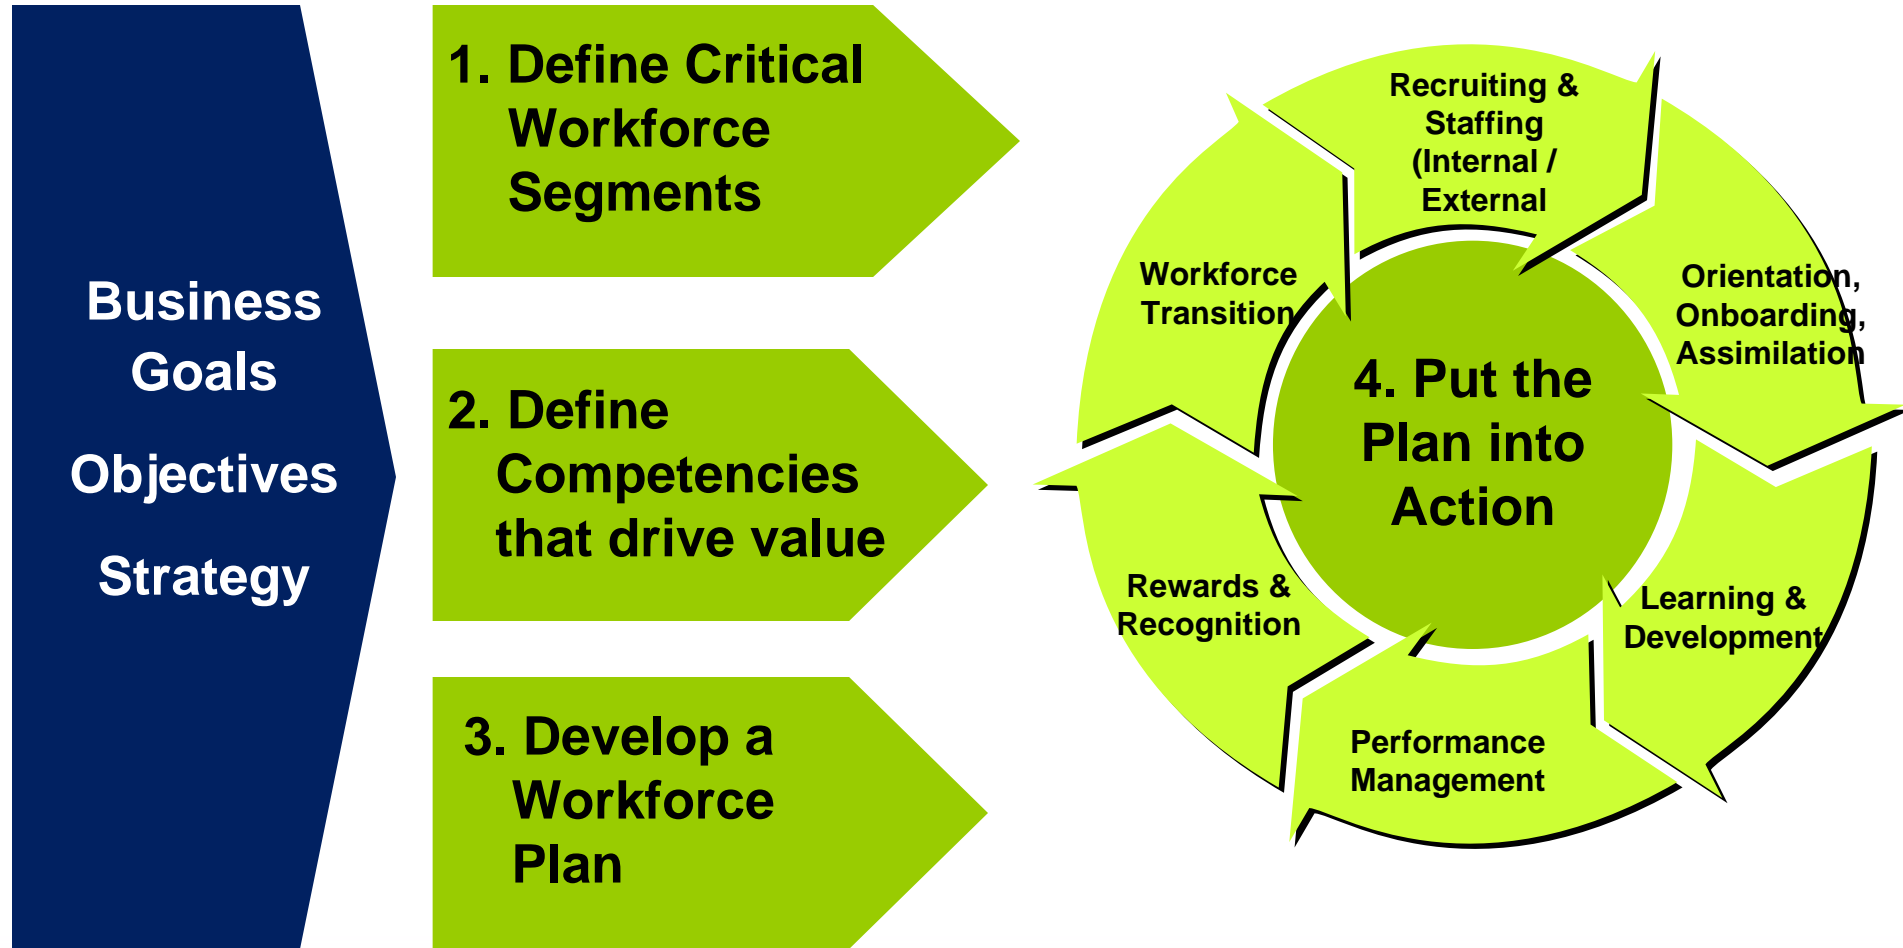 Business
Goals
Objectives
Strategy
1. Define Critical
Workforce
Segments
2. Define
Competencies
that drive value
3. Develop a
Workforce
Plan
4. Put the
Plan into
Action
Recruiting &
Staffing
(Internal /
External
Orientation,
Onboarding,
Assimilation
Learning &
Development
Performance
Management
Rewards &
Recognition
Workforce
Transition